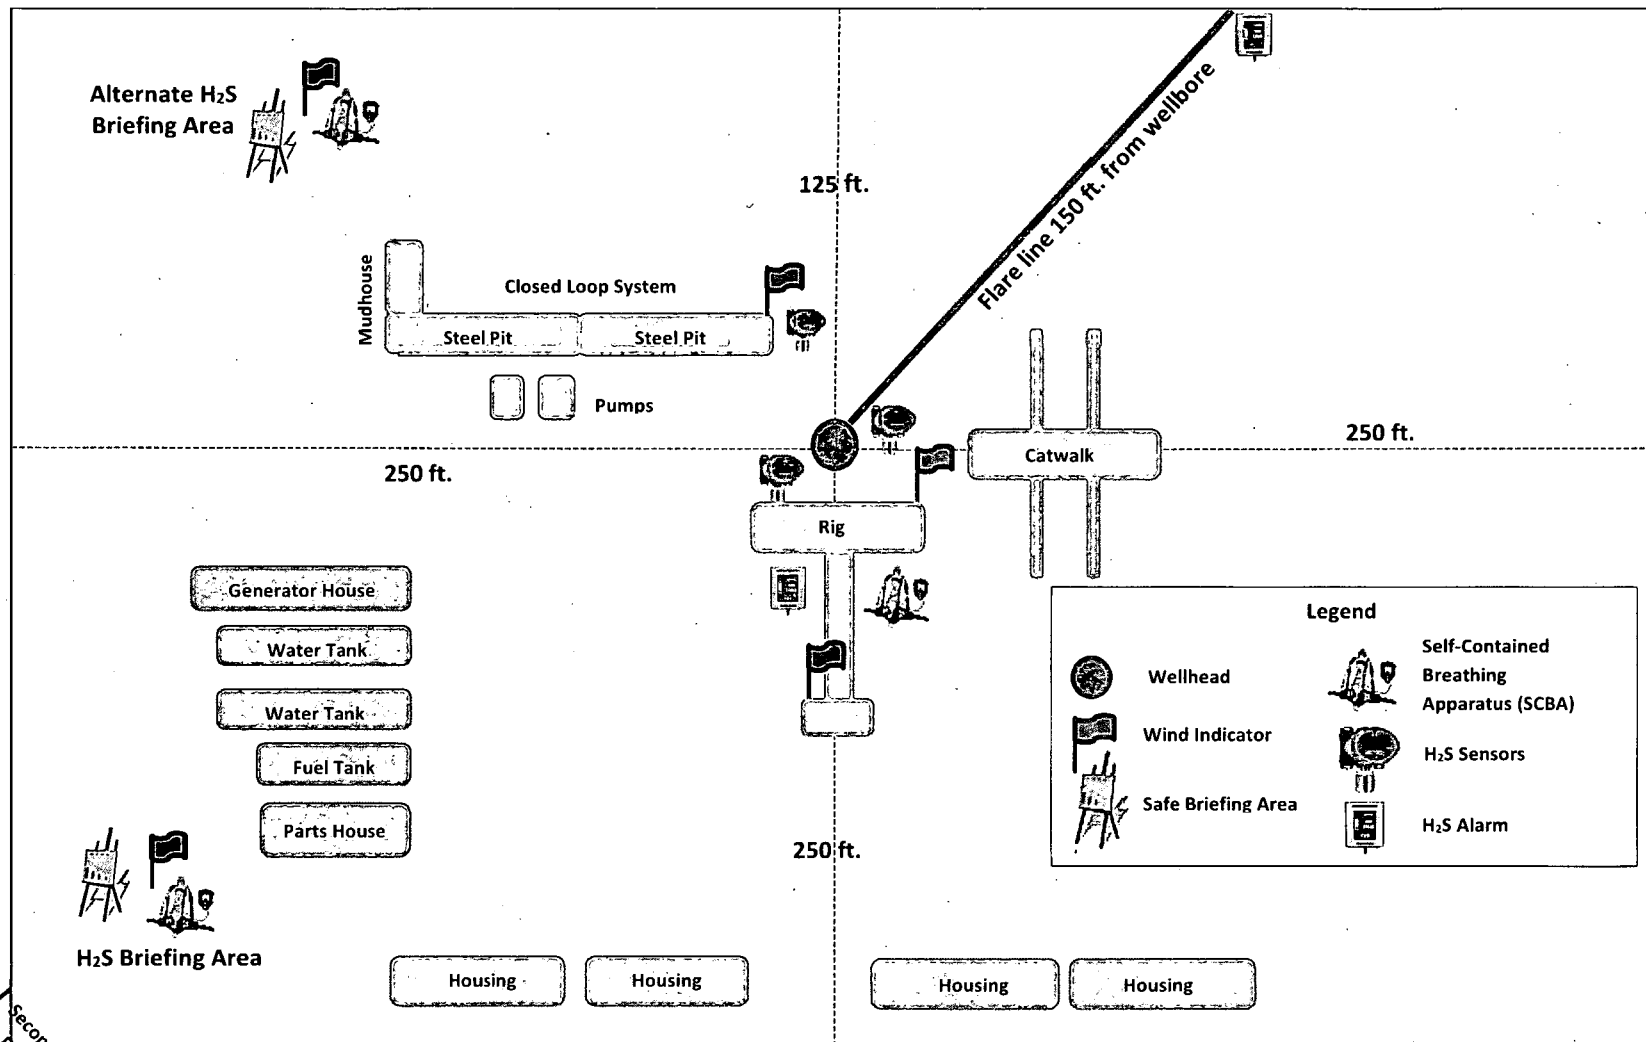 Alternate H2S
Briefing Area
125 ft.
Flare line 150 ft. from wellbore
Mudhouse
Closed Loop System
Steel Pit
Steel Pit
Pumps
250 ft.
Catwalk
250 ft.
Rig
Generator House
Water Tank
Water Tank
Fuel Tank
Parts House
Legend
Wellhead
Self-Contained
Breathing
Apparatus (SCBA)
Wind Indicator
H2S Sensors
Safe Briefing Area
H2S Alarm
250 ft.
H2S Briefing Area
Housing
Housing
Housing
Housing